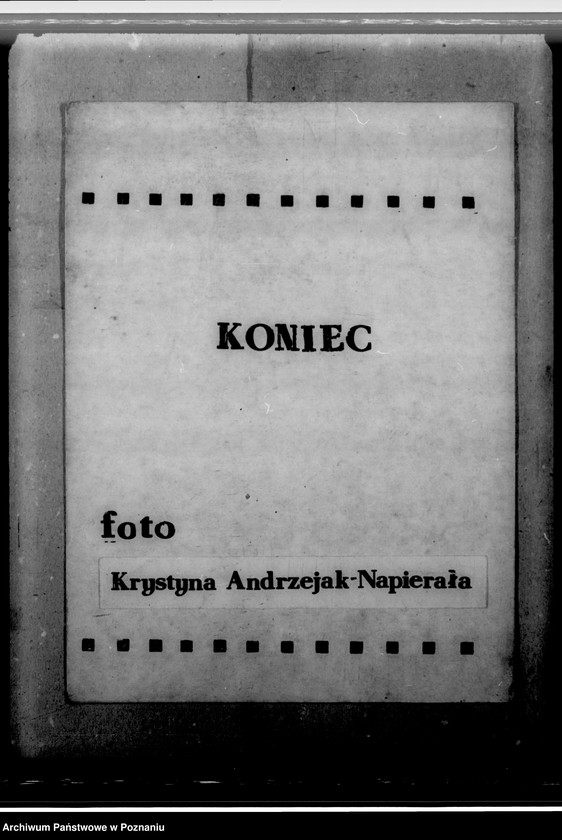 KONIEC
foto
Krystyna Andrzejak-Napierała
Archiwum Państwowe w Poznaniu